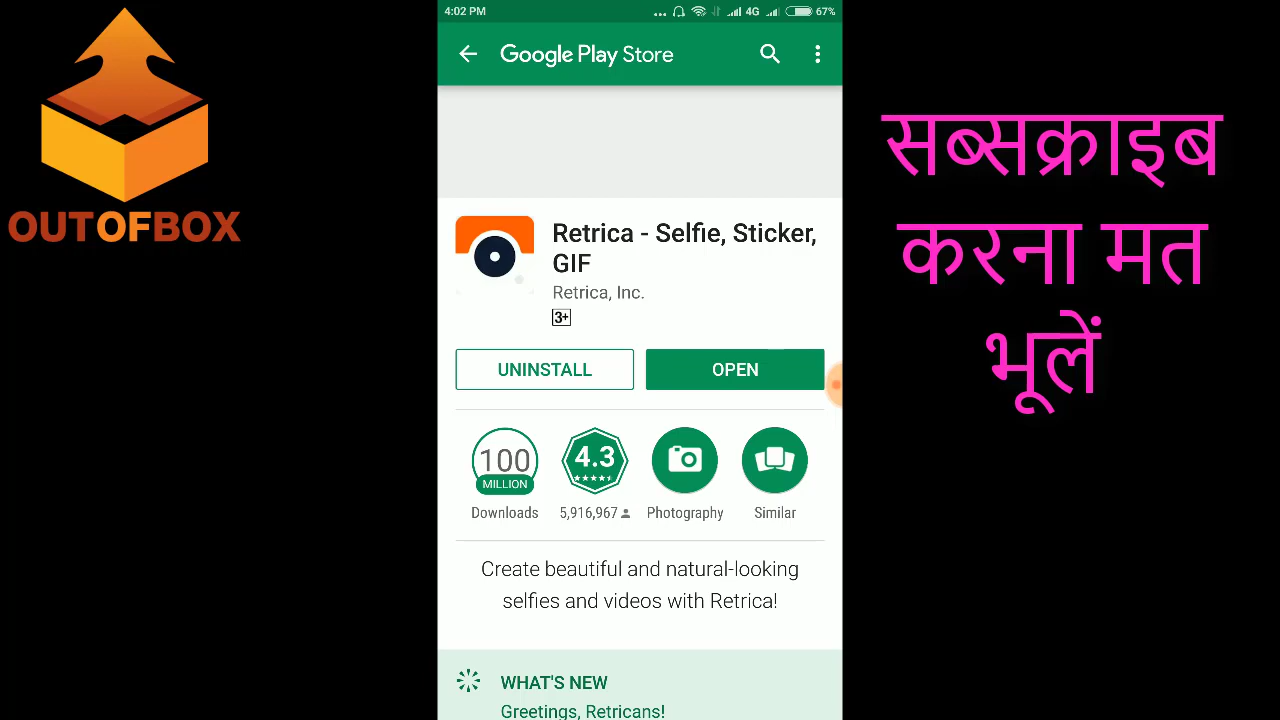 4:02 PM
... 4G 67%
Google Play Store
OUTOFBOX
Retrica - Selfie, Sticker,
GIF
Retrica, Inc.
3+
UNINSTALL
OPEN
100
MILLION
Downloads
4.3
5,916,967
Photography
Similar
Create beautiful and natural-looking
selfies and videos with Retrica!
WHAT'S NEW
Greetings, Retricans!
सब्सक्राइब
करना मत
भूलें